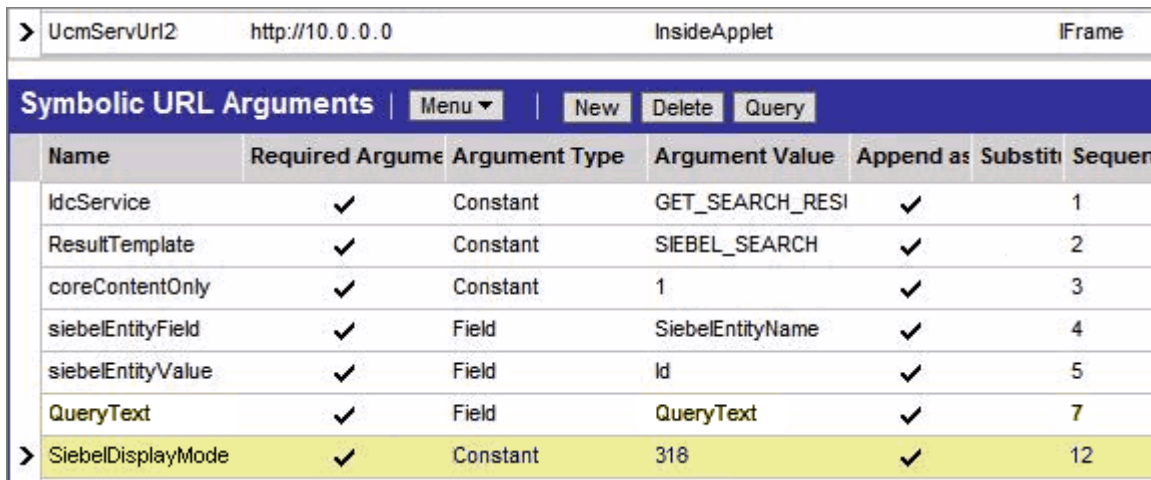 UcmServUrl2 http://10.0.0.0 InsideApplet IFrame
Symbolic URL Arguments | Menu | New Delete Query
Name Required Argume Argument Type Argument Value Append as Substitu Sequen
IdcService Constant GET_SEARCH_RESU 1
ResultTemplate Constant SIEBEL_SEARCH 2
coreContentOnly Constant 1 3
siebelEntityField Field SiebelEntityName 4
siebelEntityValue Field Id 5
QueryText Field QueryText 7
SiebelDisplayMode Constant 318 12